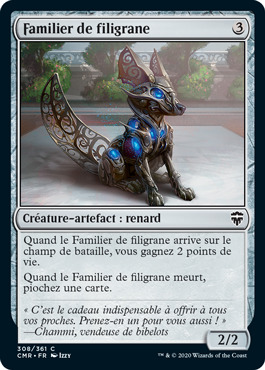 Familier de filigrane 3
Créature-artefact : renard
Quand le Familier de filigrane arrive sur le
champ de bataille, vous gagnez 2 points de
vie.
Quand le Familier de filigrane meurt,
piochez une carte.
« C'est le cadeau indispensable à offrir à tous
vos proches. Prenez-en un pour vous aussi ! »
—Chammi, vendeuse de bibelots
2/2
308/361 C
CMR • FR Izzy
™ & © 2020 Wizards of the Coast